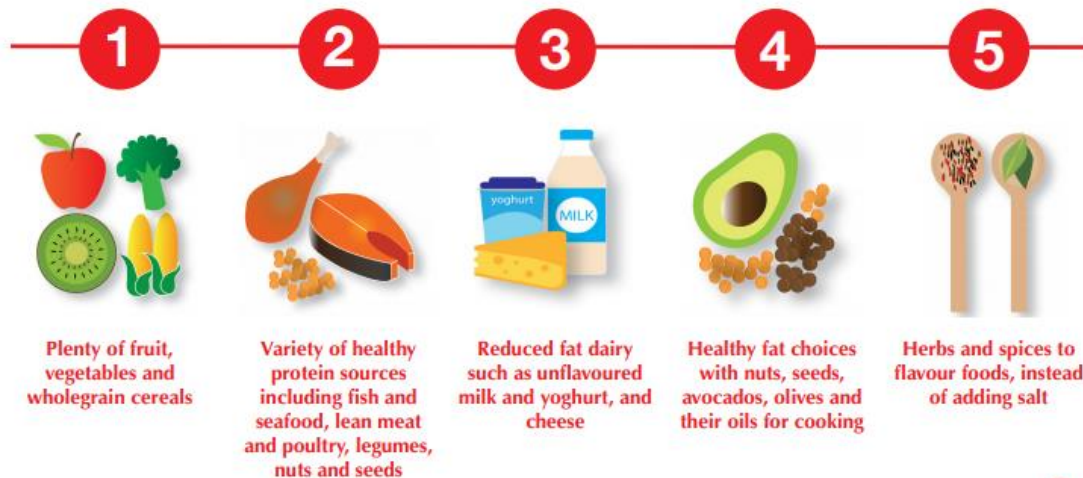 1
2
3
4
5
yoghurt
MILK
Plenty of fruit,
vegetables and
wholegrain cereals
Variety of healthy
protein sources
including fish and
seafood, lean meat
and poultry, legumes,
nuts and seeds
Reduced fat dairy
such as unflavoured
milk and yoghurt, and
cheese
Healthy fat choices
with nuts, seeds,
avocados, olives and
their oils for cooking
Herbs and spices to
flavour foods, instead
of adding salt